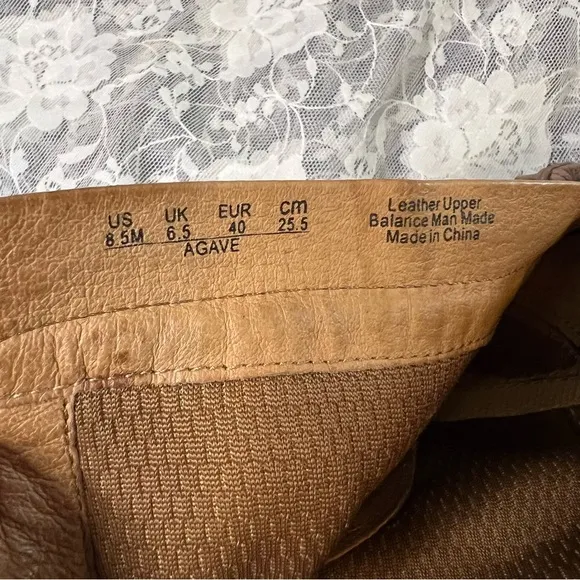 US UK EUR cm
8.5M 6.5 40 25.5
AGAVE
Leather Upper
Balance Man Made
Made in China